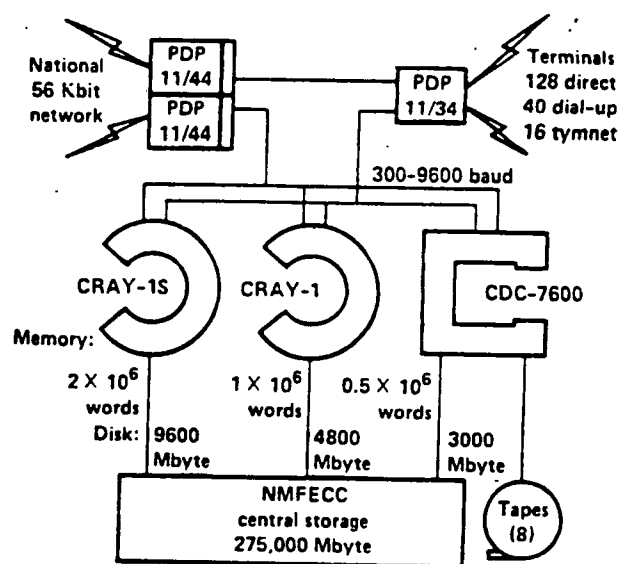 National
56 Kbit
network
PDP
11/44
PDP
11/44
PDP
11/34
Terminals
128 direct
40 dial-up
16 tymnet
300-9600 baud
CRAY-1S
CRAY-1
CDC-7600
Memory:
2 X 10⁶
words
1 X 10⁶
words
0.5 X 10⁶
words
Disk:
9600
Mbyte
4800
Mbyte
3000
Mbyte
NMFECC
central storage
275,000 Mbyte
Tapes
(8)